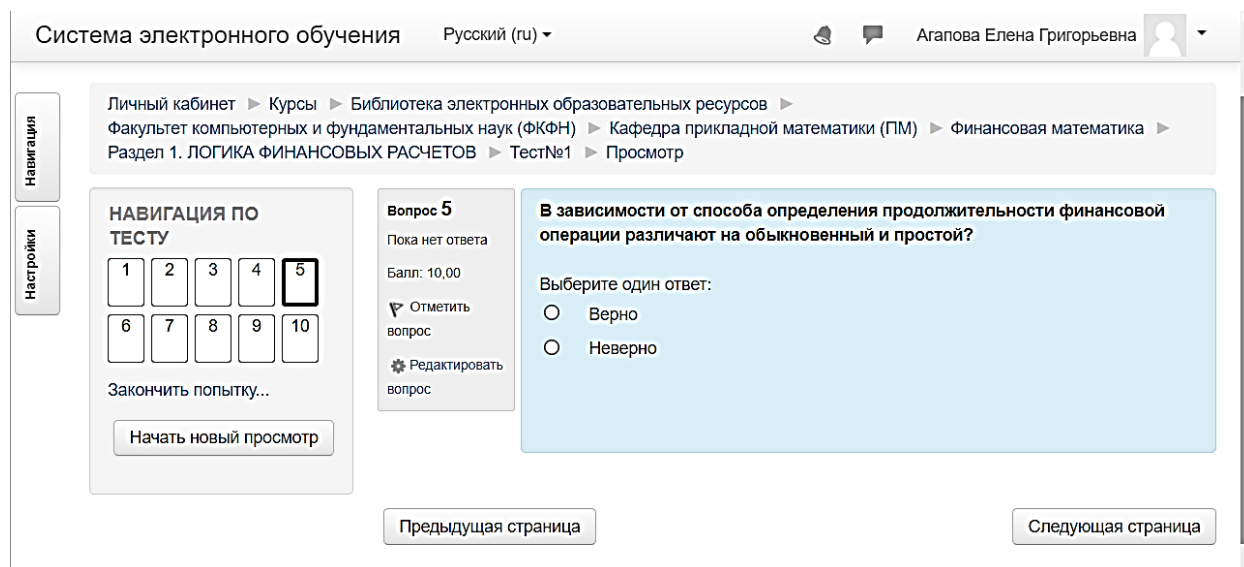 Система электронного обучения Русский (ru) Агапова Елена Григорьевна
Навигация
Настройки
Личный кабинет ▶ Курсы ▶ Библиотека электронных образовательных ресурсов ▶
Факультет компьютерных и фундаментальных наук (ФКФН) ▶ Кафедра прикладной математики (ПМ) ▶ Финансовая математика ▶
Раздел 1. ЛОГИКА ФИНАНСОВЫХ РАСЧЕТОВ ▶ Тест№1 ▶ Просмотр
НАВИГАЦИЯ ПО
ТЕСТУ
1 2 3 4 5
6 7 8 9 10
Закончить попытку...
Начать новый просмотр
Вопрос 5
Пока нет ответа
Балл: 10,00
Отметить
вопрос
Редактировать
вопрос
В зависимости от способа определения продолжительности финансовой
операции различают на обыкновенный и простой?
Выберите один ответ:
Верно
Неверно
Предыдущая страница
Следующая страница